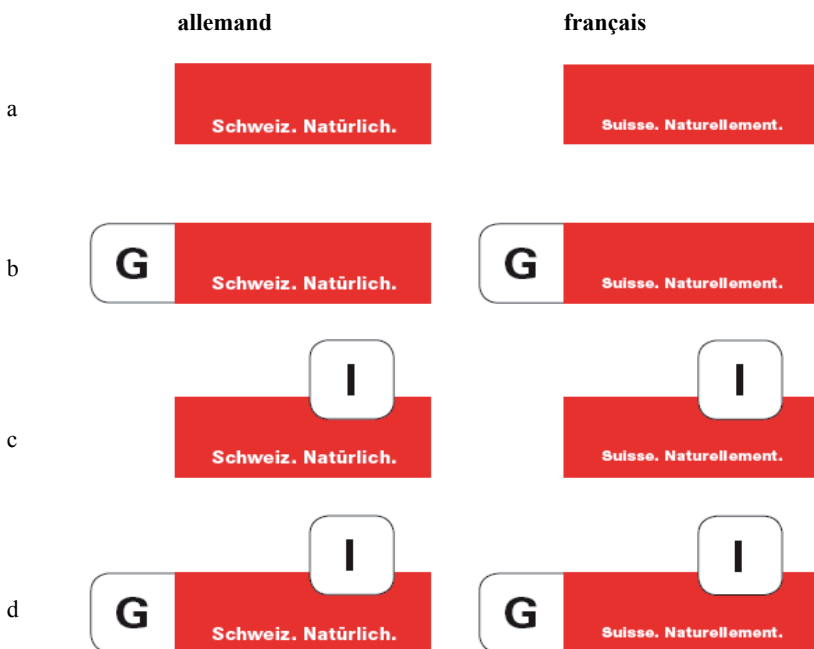 allemand français
a
Schweiz. Natürlich. Suisse. Naturellement.
b
G G
Schweiz. Natürlich. Suisse. Naturellement.
I I
c
Schweiz. Natürlich. Suisse. Naturellement.
I I
d
G G
Schweiz. Natürlich. Suisse. Naturellement.